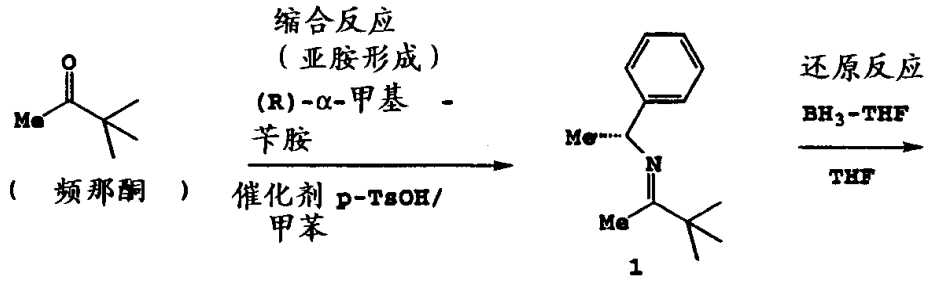 缩合反应
(亚胺形成)
(R)-α-甲基 -
苄胺
催化剂 p-TsOH/
甲苯
O
Me
( 频那酮 )
Me
N
Me
1
还原反应
BH3-THF
THF